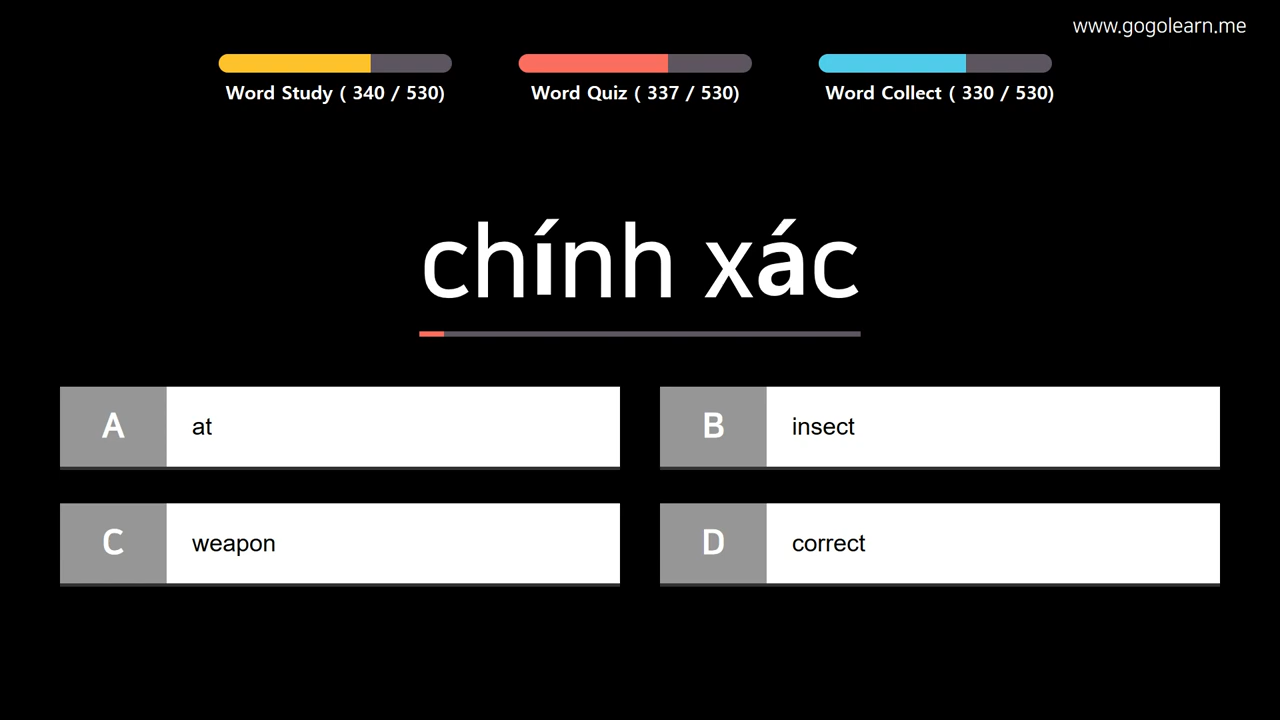 www.gogolearn.me
Word Study ( 340 / 530)
Word Quiz ( 337 / 530)
Word Collect ( 330 / 530)
chính xác
A at
B insect
C weapon
D correct